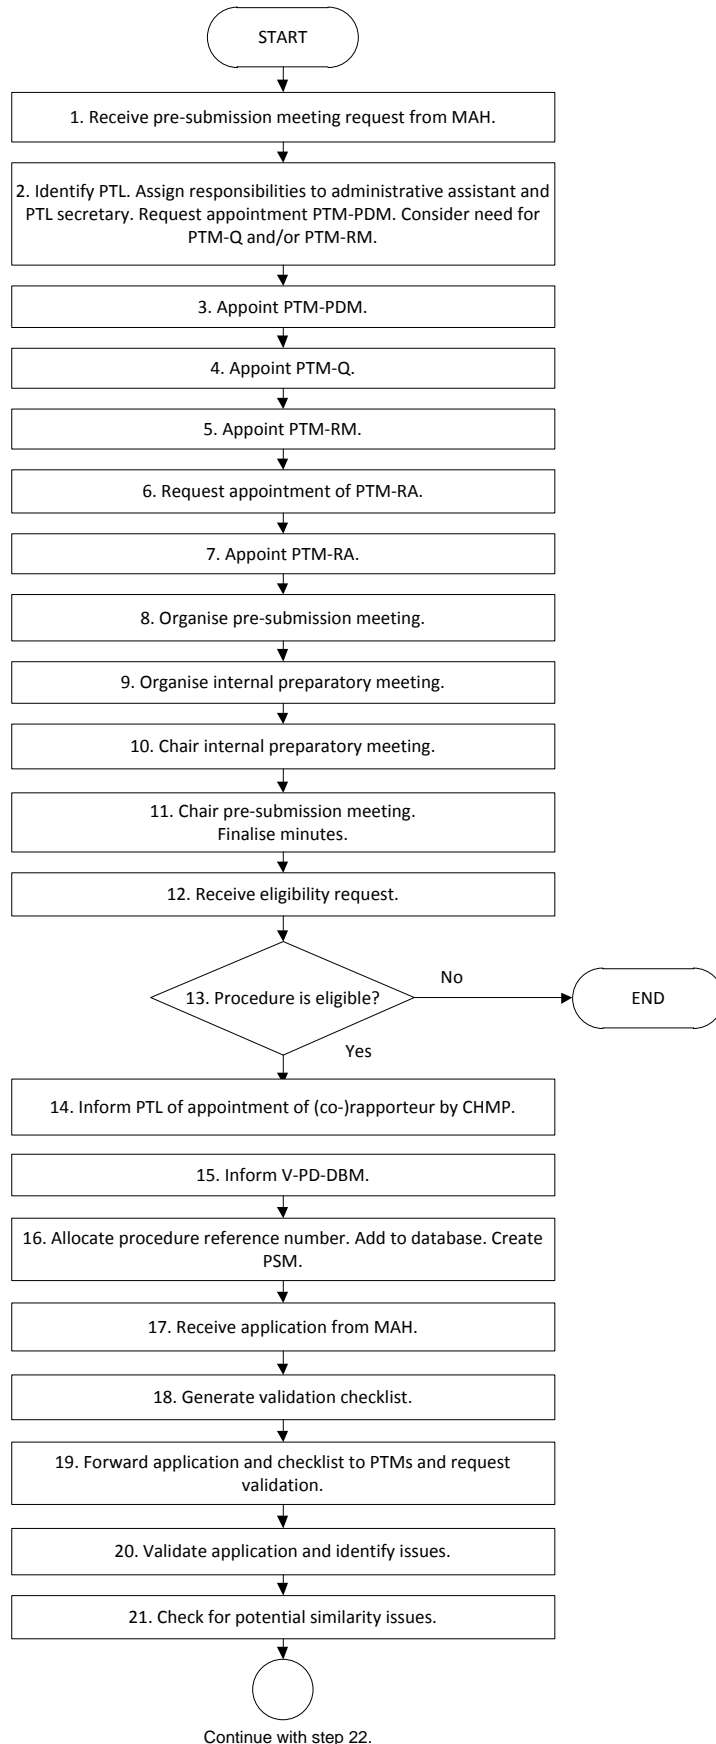 START
1. Receive pre-submission meeting request from MAH.
2. Identify PTL. Assign responsibilities to administrative assistant and
PTL secretary. Request appointment PTM-PDM. Consider need for
PTM-Q and/or PTM-RM.
3. Appoint PTM-PDM.
4. Appoint PTM-Q.
5. Appoint PTM-RM.
6. Request appointment of PTM-RA.
7. Appoint PTM-RA.
8. Organise pre-submission meeting.
9. Organise internal preparatory meeting.
10. Chair internal preparatory meeting.
11. Chair pre-submission meeting.
Finalise minutes.
12. Receive eligibility request.
13. Procedure is eligible?
No
END
Yes
14. Inform PTL of appointment of (co-)rapporteur by CHMP.
15. Inform V-PD-DBM.
16. Allocate procedure reference number. Add to database. Create
PSM.
17. Receive application from MAH.
18. Generate validation checklist.
19. Forward application and checklist to PTMs and request
validation.
20. Validate application and identify issues.
21. Check for potential similarity issues.
Continue with step 22.